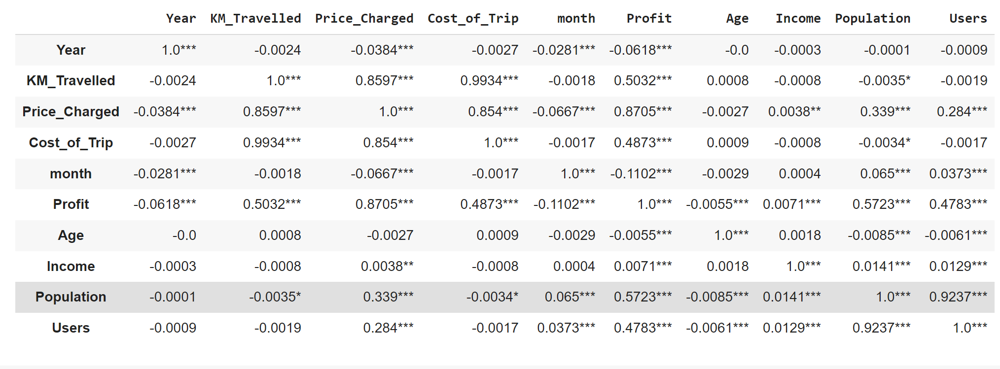 Year KM_Travelled Price_Charged Cost_of_Trip month Profit Age Income Population Users
Year 1.0*** -0.0024 -0.0384*** -0.0027 -0.0281*** -0.0618*** -0.0 -0.0003 -0.0001 -0.0009
KM_Travelled -0.0024 1.0*** 0.8597*** 0.9934*** -0.0018 0.5032*** 0.0008 -0.0008 -0.0035* -0.0019
Price_Charged -0.0384*** 0.8597*** 1.0*** 0.854*** -0.0667*** 0.8705*** -0.0027 0.0038** 0.339*** 0.284***
Cost_of_Trip -0.0027 0.9934*** 0.854*** 1.0*** -0.0017 0.4873*** 0.0009 -0.0008 -0.0034* -0.0017
month -0.0281*** -0.0018 -0.0667*** -0.0017 1.0*** -0.1102*** -0.0029 0.0004 0.065*** 0.0373***
Profit -0.0618*** 0.5032*** 0.8705*** 0.4873*** -0.1102*** 1.0*** -0.0055*** 0.0071*** 0.5723*** 0.4783***
Age -0.0 0.0008 -0.0027 0.0009 -0.0029 -0.0055*** 1.0*** 0.0018 -0.0085*** -0.0061***
Income -0.0003 -0.0008 0.0038** -0.0008 0.0004 0.0071*** 0.0018 1.0*** 0.0141*** 0.0129***
Population -0.0001 -0.0035* 0.339*** -0.0034* 0.065*** 0.5723*** -0.0085*** 0.0141*** 1.0*** 0.9237***
Users -0.0009 -0.0019 0.284*** -0.0017 0.0373*** 0.4783*** -0.0061*** 0.0129*** 0.9237*** 1.0***